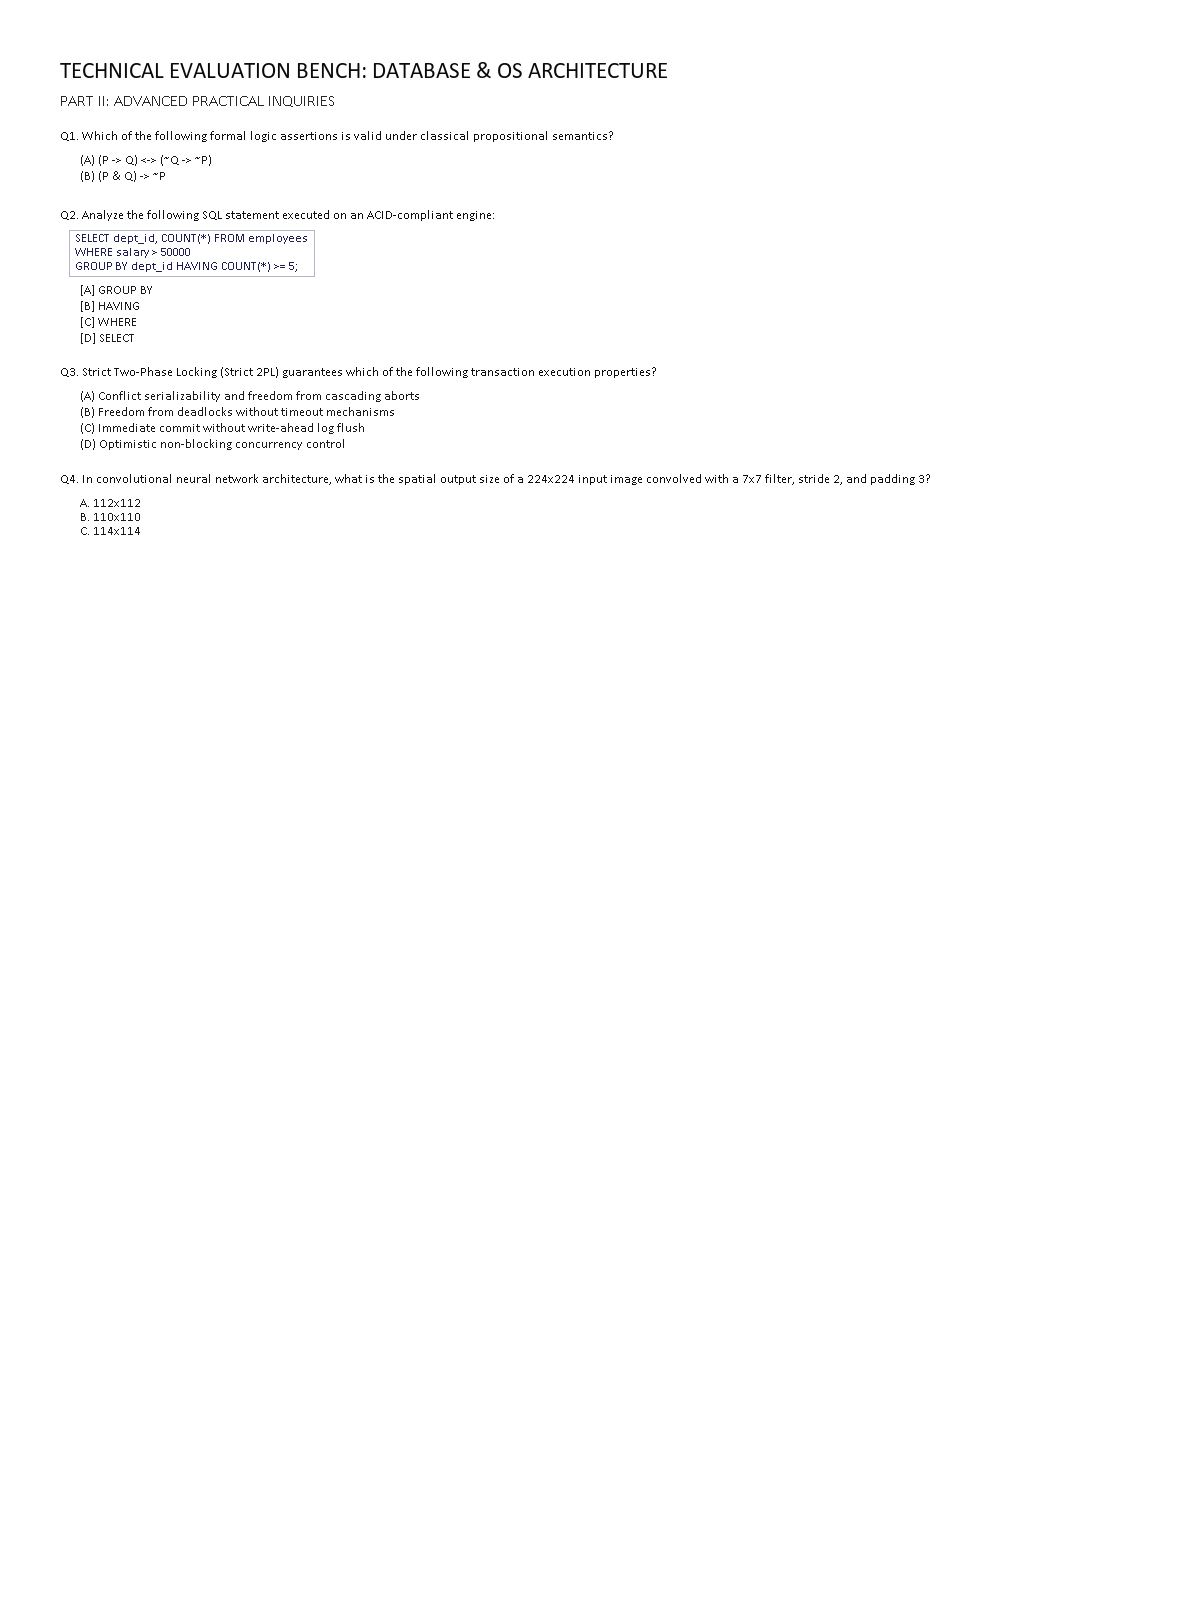 TECHNICAL EVALUATION BENCH: DATABASE & OS ARCHITECTURE
PART II: ADVANCED PRACTICAL INQUIRIES
Q1. Which of the following formal logic assertions is valid under classical propositional semantics?
(A) (P -> Q) <-> (~Q -> ~P)
(B) (P & Q) -> ~P
Q2. Analyze the following SQL statement executed on an ACID-compliant engine:
SELECT dept_id, COUNT(*) FROM employees
WHERE salary > 50000
GROUP BY dept_id HAVING COUNT(*) >= 5;
[A] GROUP BY
[B] HAVING
[C] WHERE
[D] SELECT
Q3. Strict Two-Phase Locking (Strict 2PL) guarantees which of the following transaction execution properties?
(A) Conflict serializability and freedom from cascading aborts
(B) Freedom from deadlocks without timeout mechanisms
(C) Immediate commit without write-ahead log flush
(D) Optimistic non-blocking concurrency control
Q4. In convolutional neural network architecture, what is the spatial output size of a 224x224 input image convolved with a 7x7 filter, stride 2, and padding 3?
A. 112x112
B. 110x110
C. 114x114